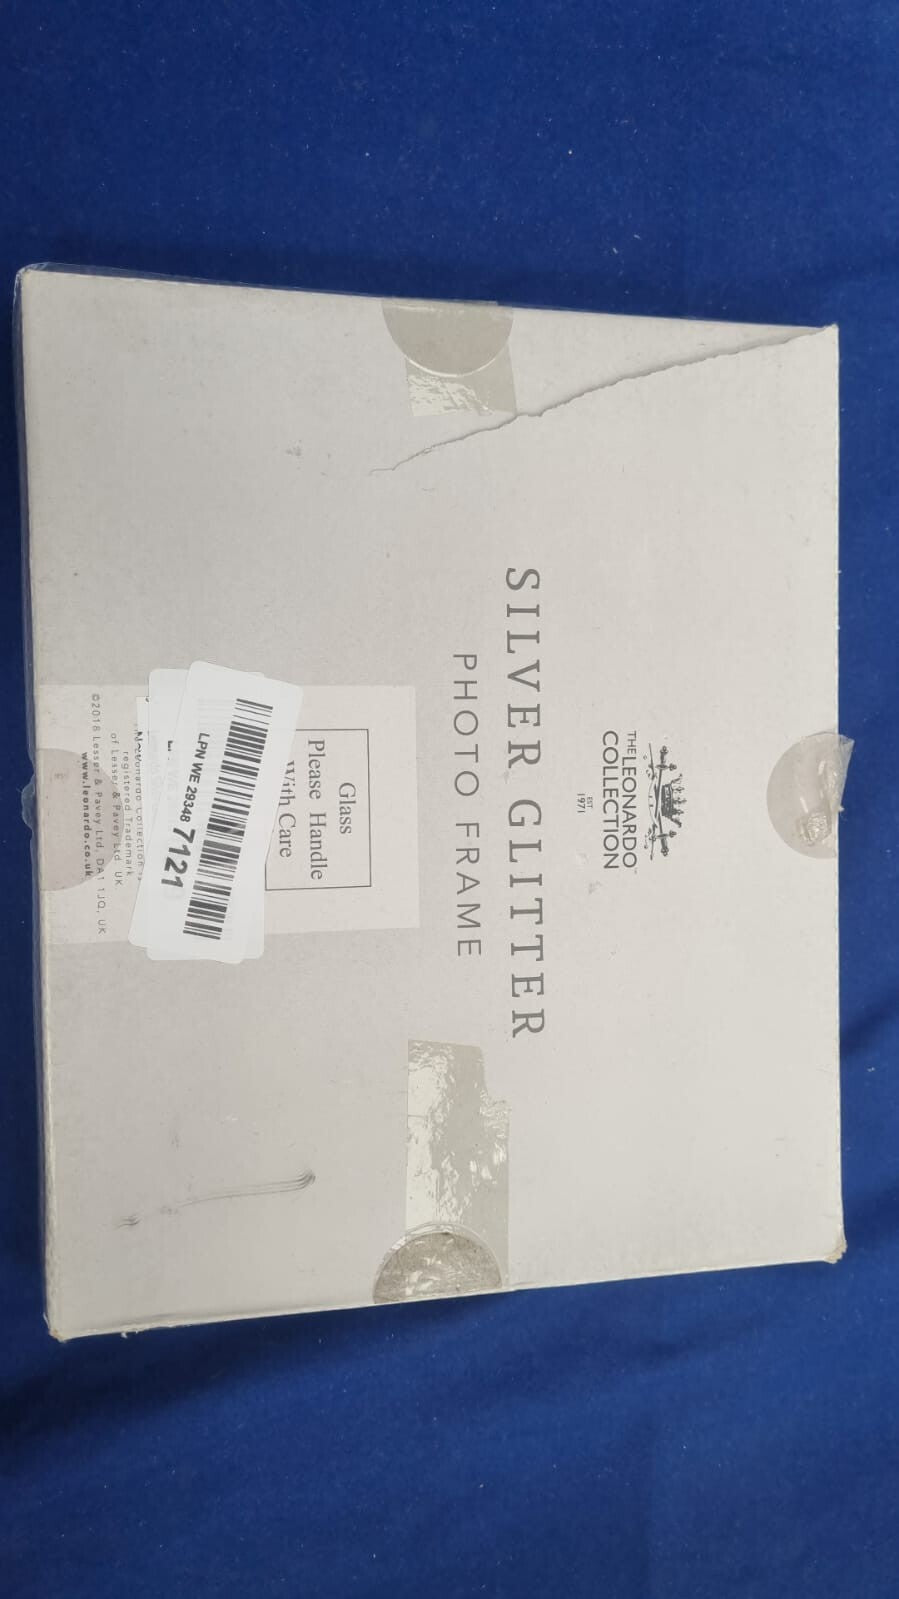 THE LEONARDO™
COLLECTION
EST
1971
SILVER GLITTER
PHOTO FRAME
Glass
Please Handle
With Care
LPN WE 29348 7121
registered Trademark
of Lesser & Pavey Ltd UK
©2018 Lesser & Pavey Ltd, DA1 1JQ, UK
www.leonardo.co.uk